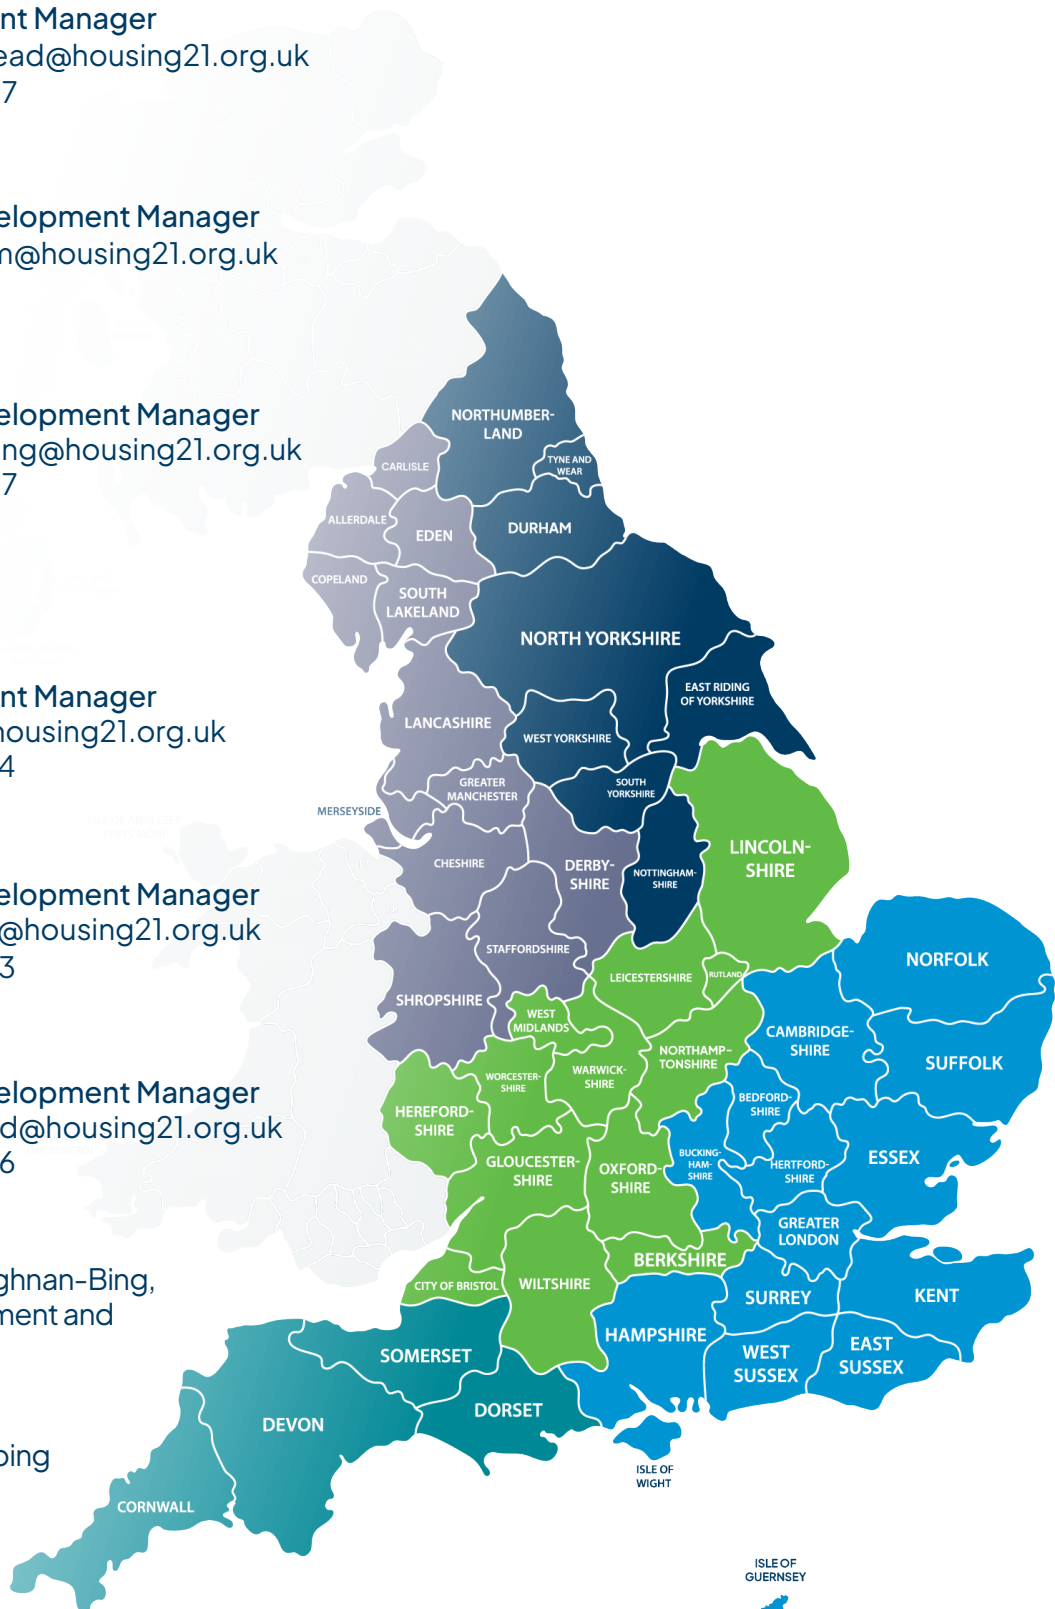 nt Manager
ead@housing21.org.uk
7
elopment Manager
m@housing21.org.uk
elopment Manager
ng@housing21.org.uk
7
nt Manager
housing21.org.uk
4
elopment Manager
@housing21.org.uk
3
elopment Manager
d@housing21.org.uk
6
ghnan-Bing,
ment and
bing
NORTHUMBER-
LAND
TYNE AND
WEAR
CARLISLE
ALLERDALE
EDEN
DURHAM
COPELAND
SOUTH
LAKELAND
NORTH YORKSHIRE
EAST RIDING
OF YORKSHIRE
LANCASHIRE
WEST YORKSHIRE
GREATER
MANCHESTER
SOUTH
YORKSHIRE
MERSEYSIDE
ISLE OF ANGLESEY
CHESHIRE
DERBY-
SHIRE
NOTTINGHAM-
SHIRE
LINCOLN-
SHIRE
STAFFORDSHIRE
SHROPSHIRE
LEICESTERSHIRE
RUTLAND
NORFOLK
WEST
MIDLANDS
CAMBRIDGE-
SHIRE
SUFFOLK
NORTHAMP-
TONSHIRE
WORCESTER-
SHIRE
WARWICK-
SHIRE
HEREFORD-
SHIRE
BEDFORD-
SHIRE
GLOUCESTER-
SHIRE
OXFORD-
SHIRE
BUCKING-
HAM-
SHIRE
HERTFORD-
SHIRE
ESSEX
GREATER
LONDON
BERKSHIRE
CITY OF BRISTOL
WILTSHIRE
SURREY
KENT
HAMPSHIRE
WEST
SUSSEX
EAST
SUSSEX
SOMERSET
DORSET
DEVON
CORNWALL
ISLE OF
WIGHT
ISLE OF
GUERNSEY